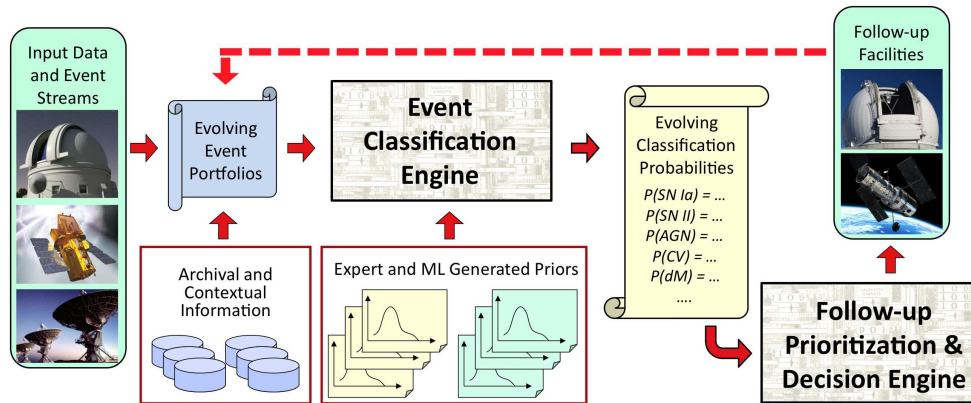 Input Data
and Event
Streams
Evolving
Event
Portfolios
Archival and
Contextual
Information
Event
Classification
Engine
Expert and ML Generated Priors
Evolving
Classification
Probabilities
P(SN Ia) = ...
P(SN II) = ...
P(AGN) = ...
P(CV) = ...
P(dM) = ...
....
Follow-up
Facilities
Follow-up
Prioritization &
Decision Engine